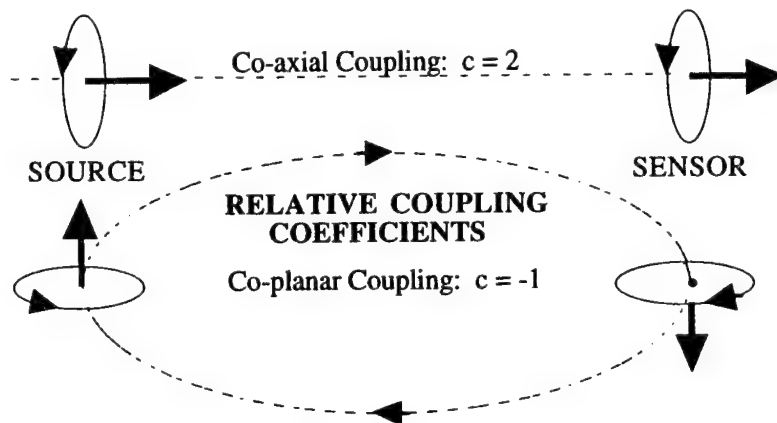 Co-axial Coupling: c = 2
SOURCE
SENSOR
RELATIVE COUPLING
COEFFICIENTS
Co-planar Coupling: c = -1